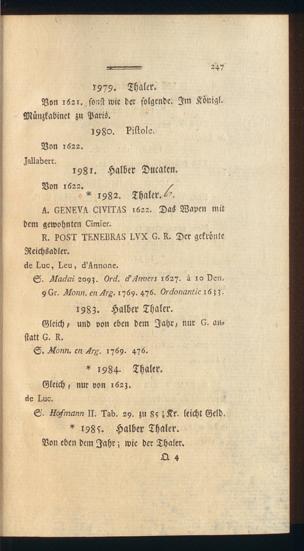 247
1979. Thaler.
Von 1621. sonst wie der folgende. Im Königl.
Münzkabinet zu Paris.
1980. Pistole.
Von 1622.
Jallabert.
1981. Halber Ducaten.
Von 1622.
* 1982. Thaler. 6.
A. GENEVA CIVITAS 1622. Das Wapen mit
dem gewohnten Cimier.
R. POST TENEBRAS LVX G. R. Der gekrönte
Reichsadler.
de Luc, Leu, d'Annone.
S. Madai 2093. Ord. d'Anvers 1627. à 10 Den.
9 Gr. Monn. en Arg. 1769. 476. Ordonantie 1633.
1983. Halber Thaler.
Gleich, und von eben dem Jahr, nur G. an-
statt G. R.
S. Monn. en Arg. 1769. 476.
* 1984. Thaler.
Gleich, nur von 1623.
de Luc.
S. Hofmann II. Tab. 29. zu 85 ½ Kr. leicht Geld.
* 1985. Halber Thaler.
Von eben dem Jahr; wie der Thaler.
Q 4